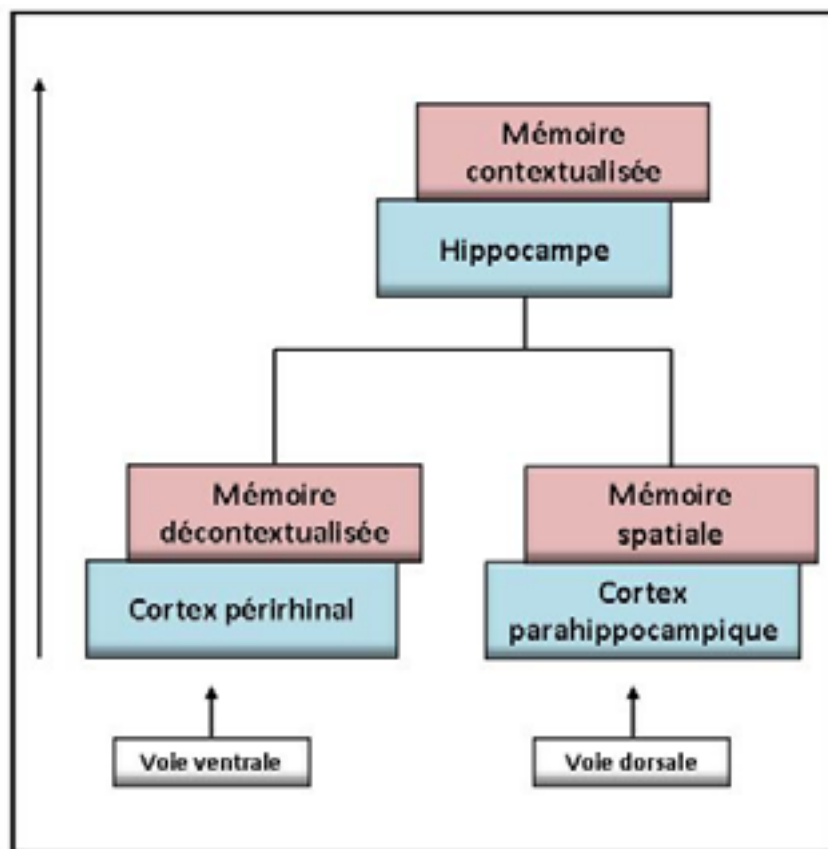 Mémoire
contextualisée
Hippocampe
Mémoire
décontextualisée
Cortex périrhinal
Mémoire
spatiale
Cortex
parahippocampique
Voie ventrale
Voie dorsale